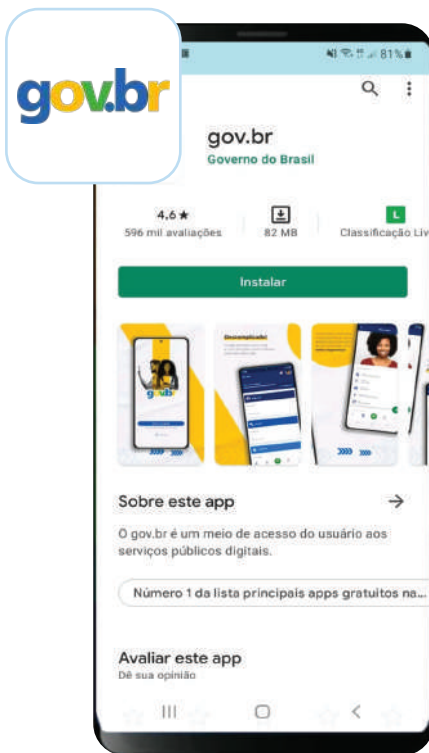 gov.br
81%
gov.br
Governo do Brasil
4,6★
596 mil avaliações
82 MB
L
Classificação Liv
Instalar
gov.br
Descomplicado!
Sobre este app
O gov.br é um meio de acesso do usuário aos
serviços públicos digitais.
Número 1 da lista principais apps gratuitos na...
Avaliar este app
Dê sua opinião